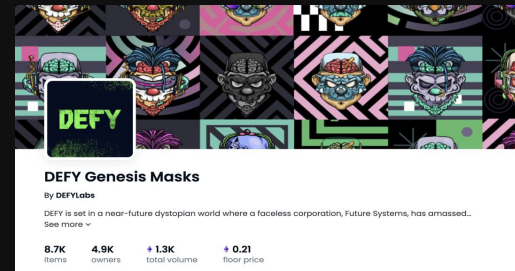 DEFY
DEFY Genesis Masks
By DEFYLabs
DEFY is set in a near-future dystopian world where a faceless corporation, Future Systems, has amassed...
See more
8.7K 4.9K 1.3K 0.21
items owners total volume floor price